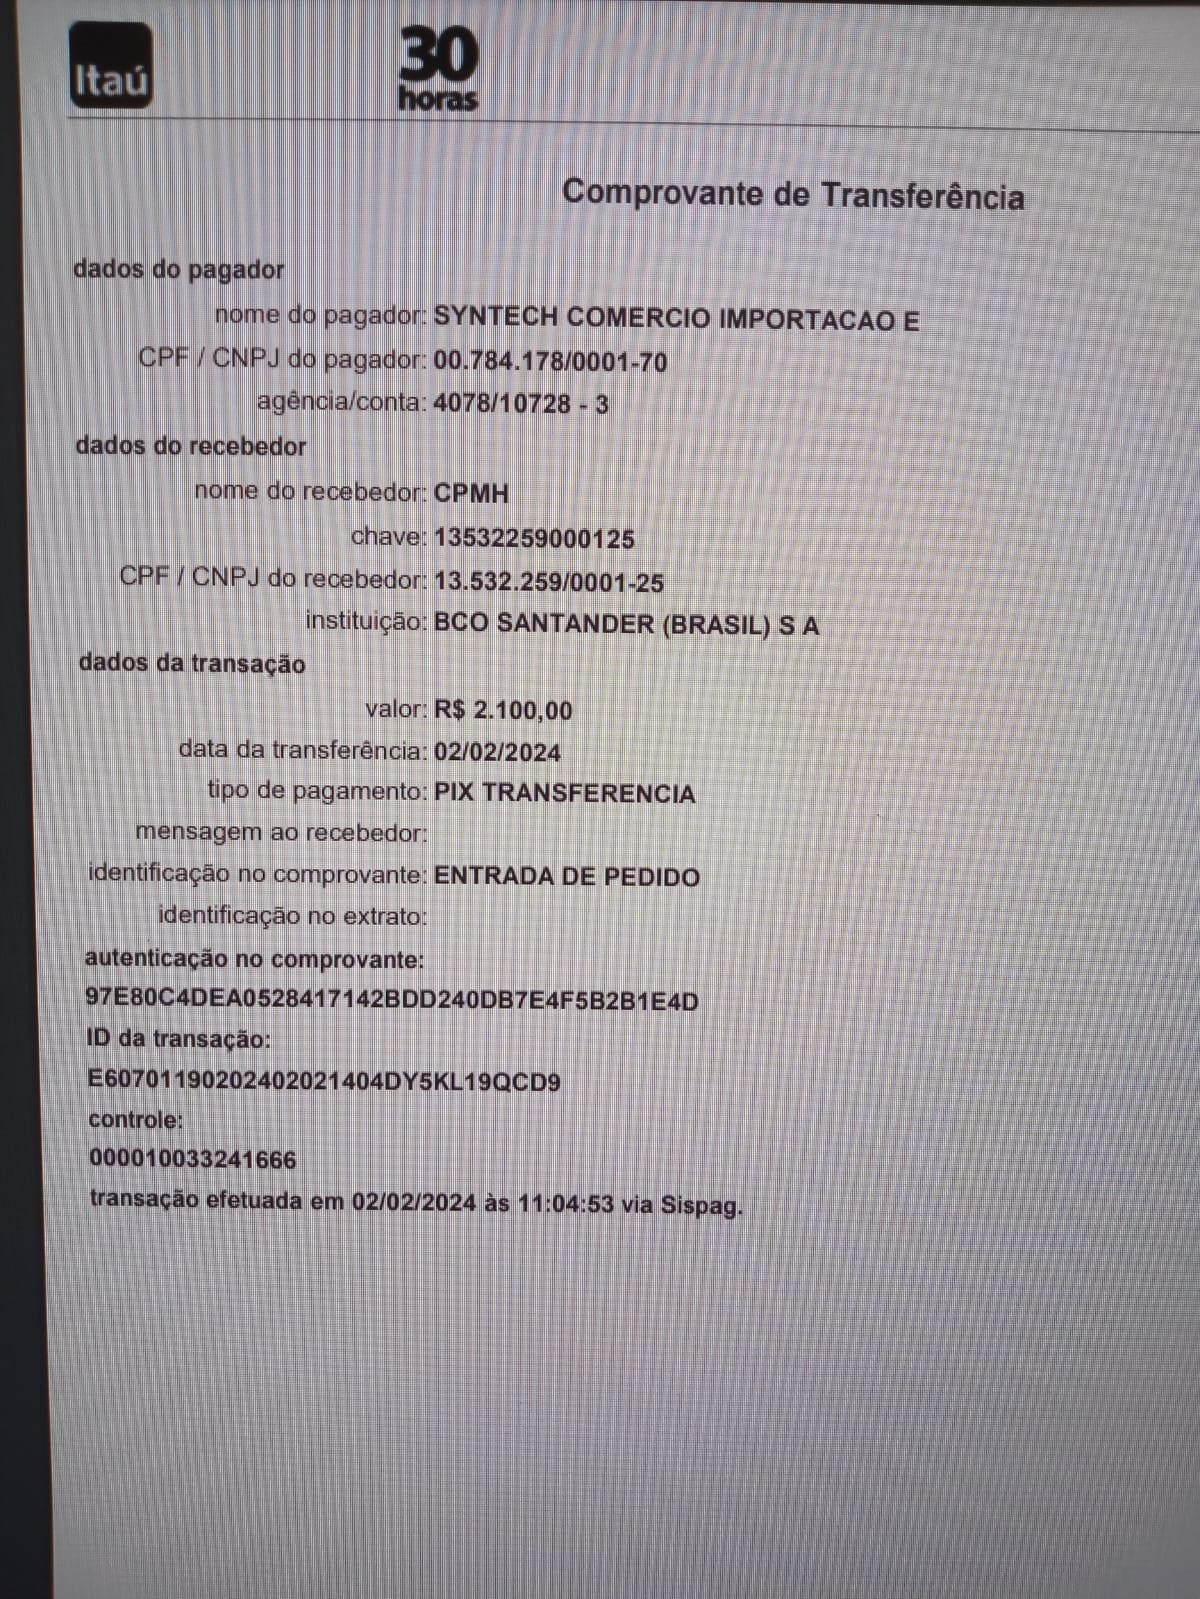 Itaú
30
horas
Comprovante de Transferência
dados do pagador
nome do pagador: SYNTECH COMERCIO IMPORTACAO E
CPF / CNPJ do pagador: 00.784.178/0001-70
agência/conta: 4078/10728 - 3
dados do recebedor
nome do recebedor: CPMH
chave: 13532259000125
CPF / CNPJ do recebedor: 13.532.259/0001-25
instituição: BCO SANTANDER (BRASIL) S A
dados da transação
valor: R$ 2.100,00
data da transferência: 02/02/2024
tipo de pagamento: PIX TRANSFERENCIA
mensagem ao recebedor:
identificação no comprovante: ENTRADA DE PEDIDO
identificação no extrato:
autenticação no comprovante:
97E80C4DEA0528417142BDD240DB7E4F5B2B1E4D
ID da transação:
E60701190202402021404DY5KL19QCD9
controle:
000010033241666
transação efetuada em 02/02/2024 às 11:04:53 via Sispag.